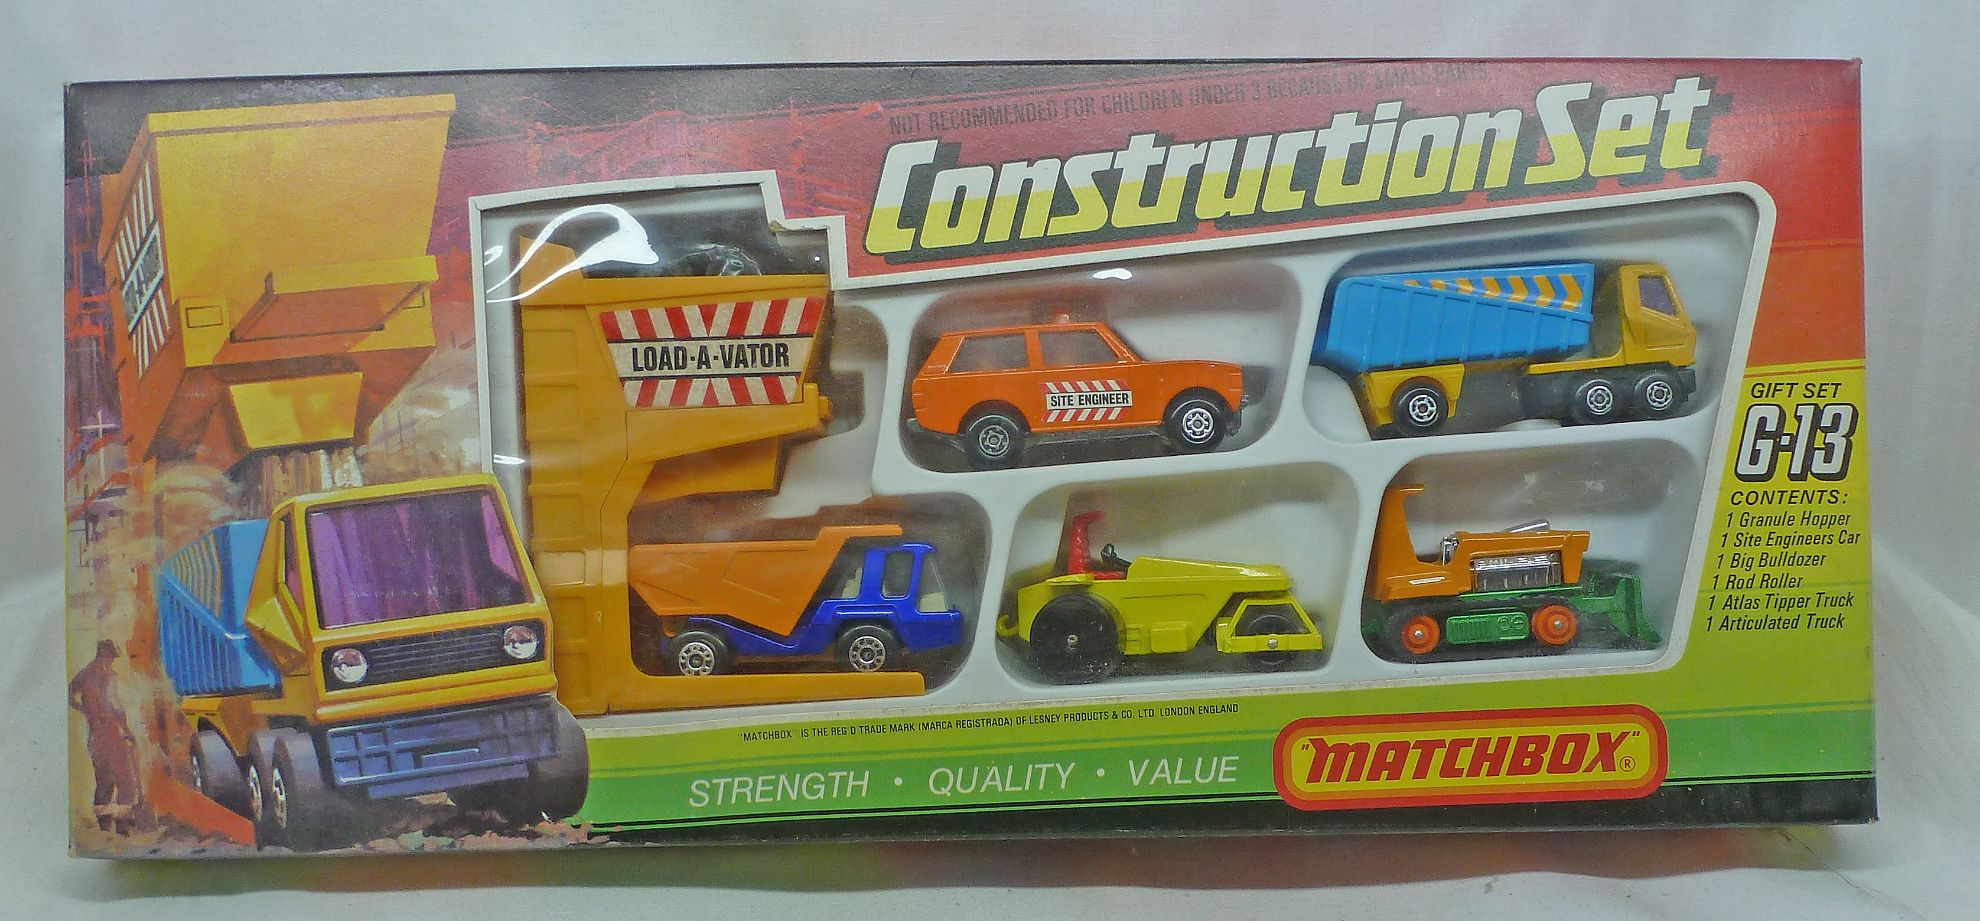 NOT RECOMMENDED FOR CHILDREN UNDER 3 BECAUSE OF SMALL PARTS
Construction Set
LOAD·A·VATOR
SITE ENGINEER
GIFT SET
G-13
CONTENTS:
1 Granule Hopper
1 Site Engineers Car
1 Big Bulldozer
1 Rod Roller
1 Atlas Tipper Truck
1 Articulated Truck
"MATCHBOX" IS THE REG'D TRADE MARK (MARCA REGISTRADA) OF LESNEY PRODUCTS & CO. LTD. LONDON ENGLAND
STRENGTH · QUALITY · VALUE
"MATCHBOX"®